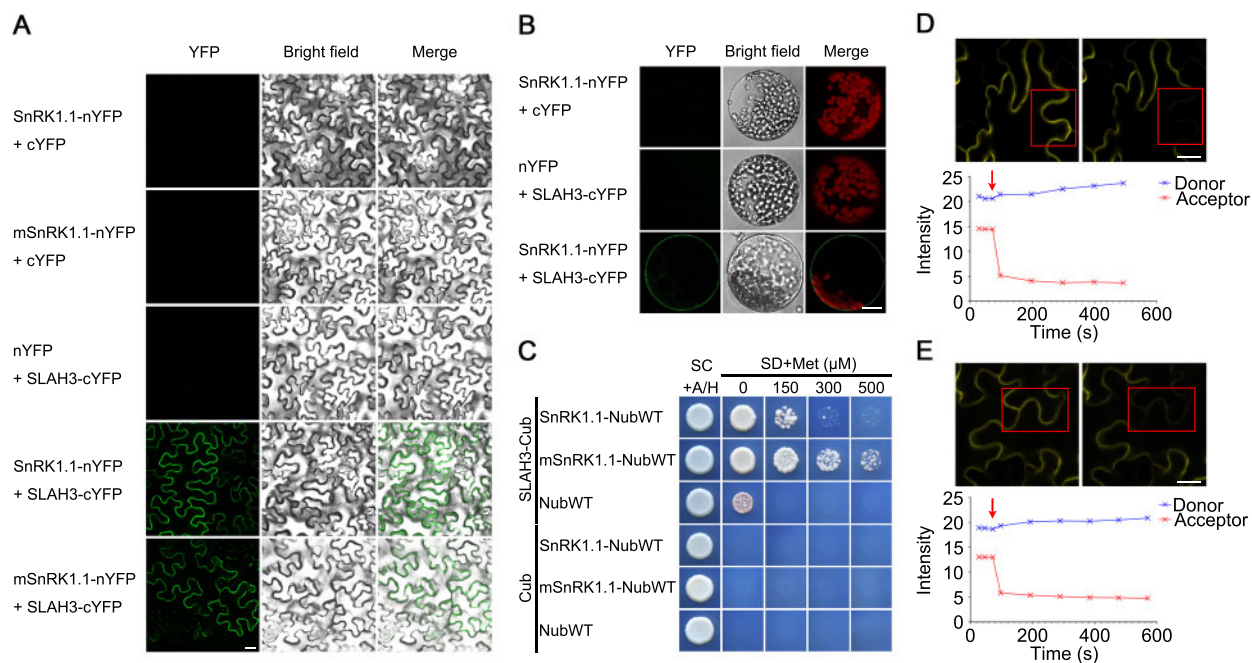 A
YFP Bright field Merge
SnRK1.1-nYFP
+ cYFP
mSnRK1.1-nYFP
+ cYFP
nYFP
+ SLAH3-cYFP
SnRK1.1-nYFP
+ SLAH3-cYFP
mSnRK1.1-nYFP
+ SLAH3-cYFP
B
YFP Bright field Merge
SnRK1.1-nYFP
+ cYFP
nYFP
+ SLAH3-cYFP
SnRK1.1-nYFP
+ SLAH3-cYFP
C
SC SD+Met (µM)
+A/H 0 150 300 500
SLAH3-Cub
SnRK1.1-NubWT
mSnRK1.1-NubWT
NubWT
Cub
SnRK1.1-NubWT
mSnRK1.1-NubWT
NubWT
D
25
20
15
10
5
0
Intensity
Donor
Acceptor
0 200 400 600
Time (s)
E
25
20
15
10
5
0
Intensity
Donor
Acceptor
0 200 400 600
Time (s)